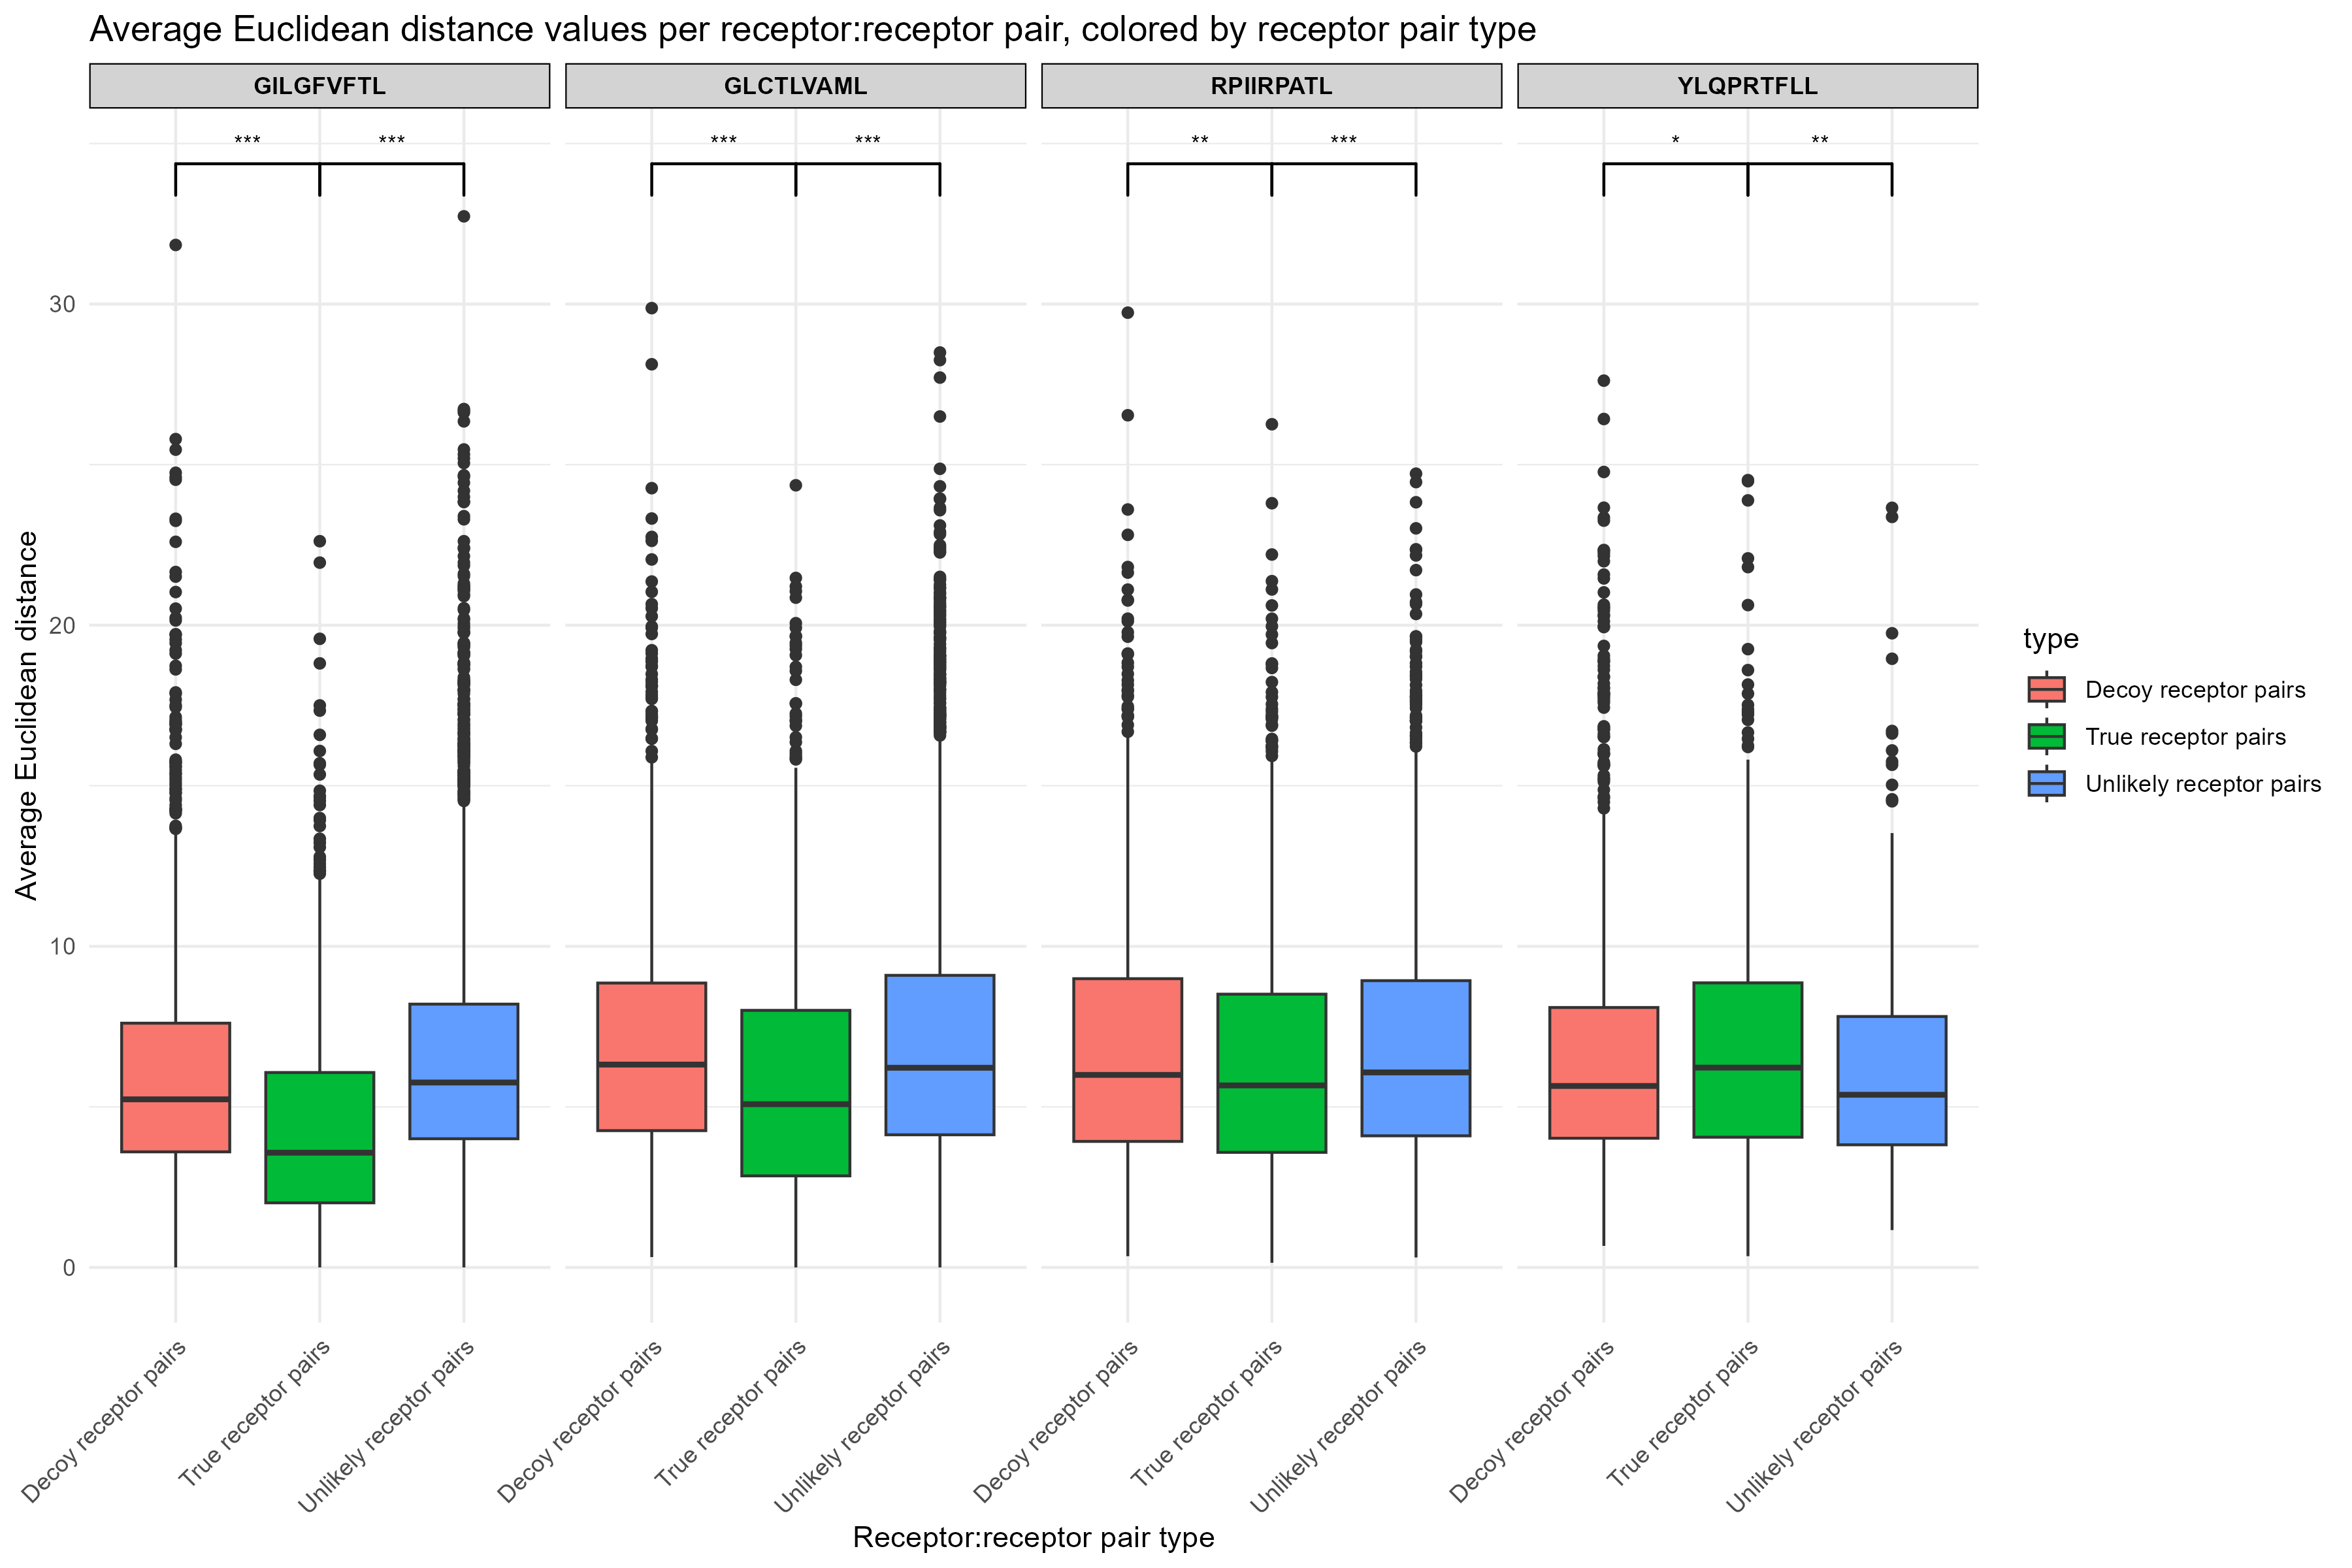 Average Euclidean distance values per receptor:receptor pair, colored by receptor pair type
GILGFVFTL
GLCTLVAML
RPIIRPATL
YLQPRTFLL
***
***
***
***
**
***
*
**
30
20
10
0
Average Euclidean distance
Decoy receptor pairs
True receptor pairs
Unlikely receptor pairs
Decoy receptor pairs
True receptor pairs
Unlikely receptor pairs
Decoy receptor pairs
True receptor pairs
Unlikely receptor pairs
Decoy receptor pairs
True receptor pairs
Unlikely receptor pairs
Receptor:receptor pair type
type
Decoy receptor pairs
True receptor pairs
Unlikely receptor pairs